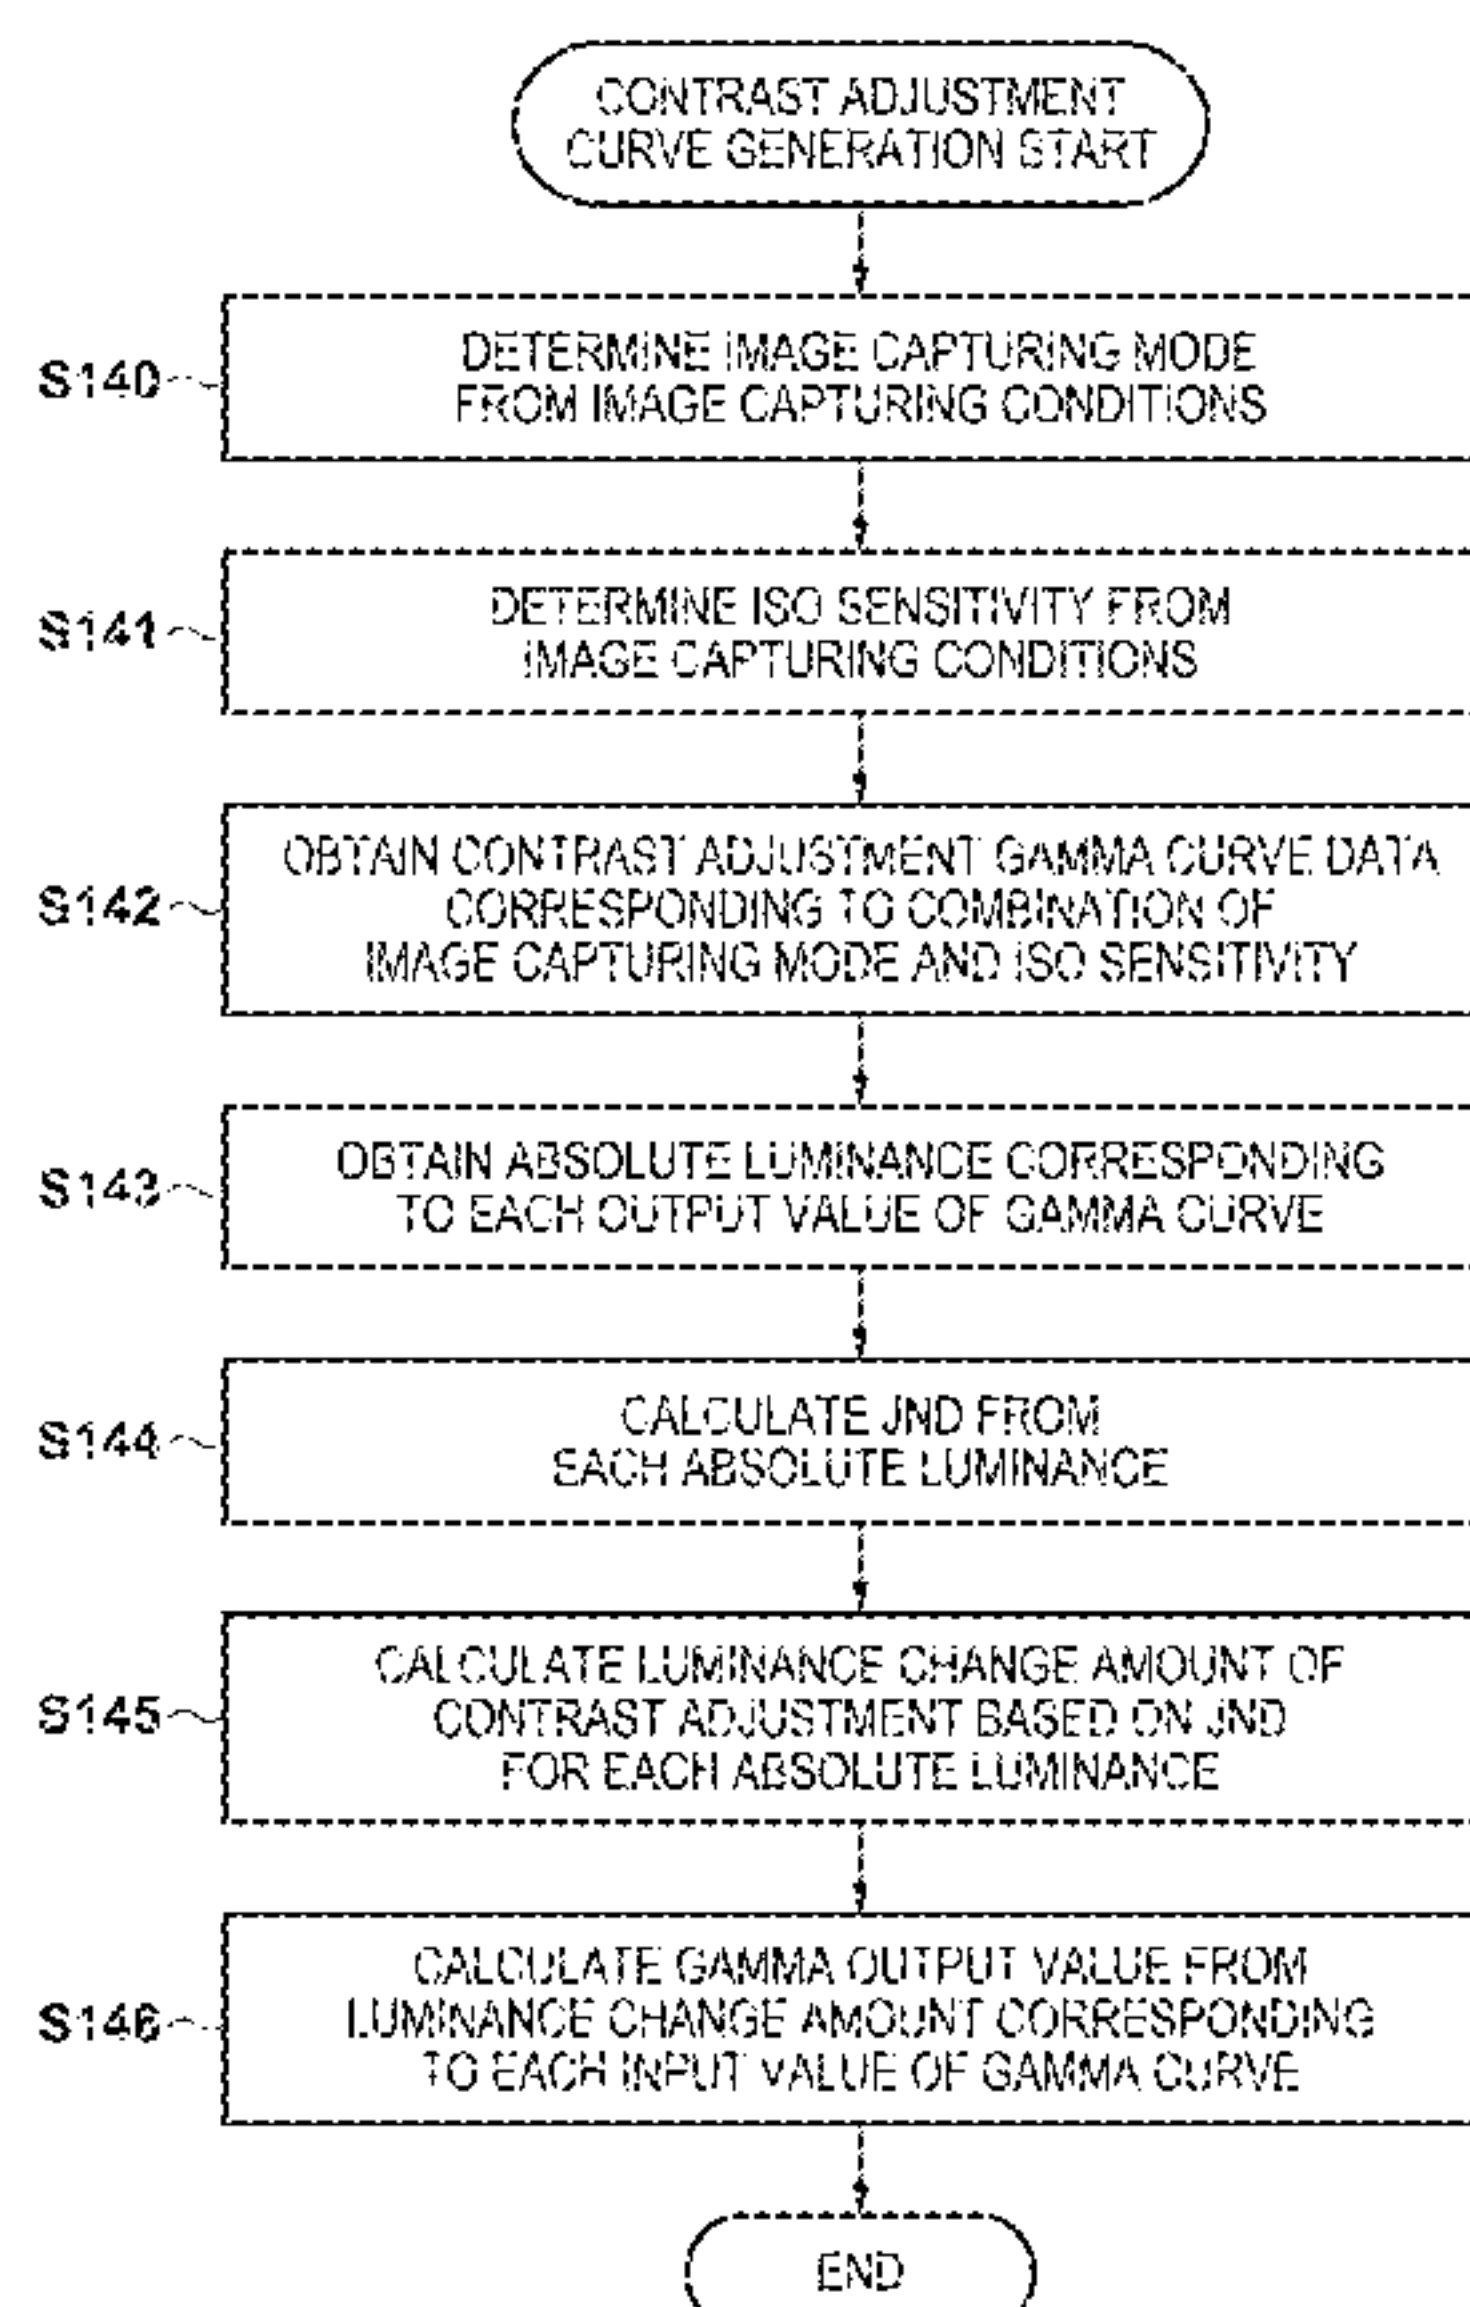 CONTRAST ADJUSTMENT
CURVE GENERATION START
S140
DETERMINE IMAGE CAPTURING MODE
FROM IMAGE CAPTURING CONDITIONS
S141
DETERMINE ISO SENSITIVITY FROM
IMAGE CAPTURING CONDITIONS
S142
OBTAIN CONTRAST ADJUSTMENT GAMMA CURVE DATA
CORRESPONDING TO COMBINATION OF
IMAGE CAPTURING MODE AND ISO SENSITIVITY
S143
OBTAIN ABSOLUTE LUMINANCE CORRESPONDING
TO EACH OUTPUT VALUE OF GAMMA CURVE
S144
CALCULATE JND FROM
EACH ABSOLUTE LUMINANCE
S145
CALCULATE LUMINANCE CHANGE AMOUNT OF
CONTRAST ADJUSTMENT BASED ON JND
FOR EACH ABSOLUTE LUMINANCE
S146
CALCULATE GAMMA OUTPUT VALUE FROM
LUMINANCE CHANGE AMOUNT CORRESPONDING
TO EACH INPUT VALUE OF GAMMA CURVE
END